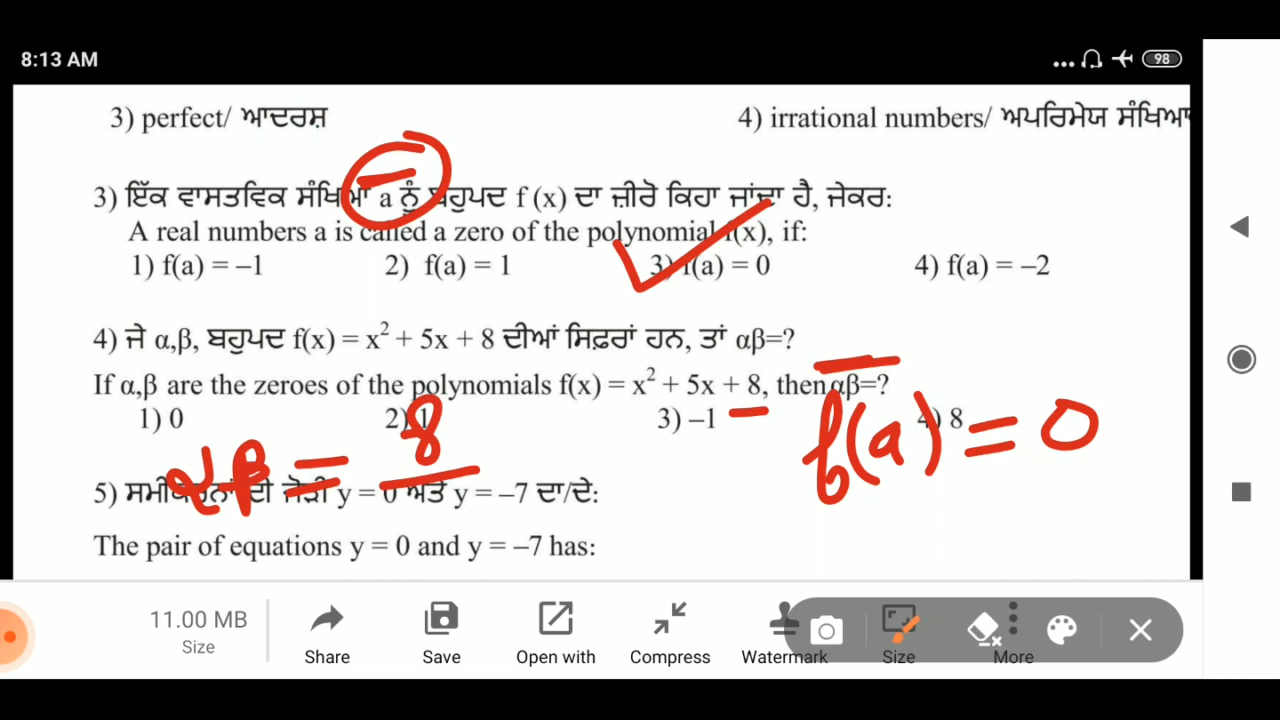 8:13 AM
98
3) perfect/ ਆਦਰਸ਼ 4) irrational numbers/ ਅਪਰਿਮੇਯ ਸੰਖਿਆ
3) ਇੱਕ ਵਾਸਤਵਿਕ ਸੰਖਿਆ a ਨੂੰ ਬਹੁਪਦ f (x) ਦਾ ਜ਼ੀਰੋ ਕਿਹਾ ਜਾਂਦਾ ਹੈ, ਜੇਕਰ:
A real numbers a is called a zero of the polynomial f(x), if:
1) f(a) = –1 2) f(a) = 1 3) f(a) = 0 4) f(a) = –2
4) ਜੇ α,β, ਬਹੁਪਦ f(x) = x² + 5x + 8 ਦੀਆਂ ਸਿਫ਼ਰਾਂ ਹਨ, ਤਾਂ αβ=?
If α,β are the zeroes of the polynomials f(x) = x² + 5x + 8, then αβ=?
1) 0 2) 1 3) –1 4) 8
f(a) = 0
αβ = 8
5) ਸਮੀਕਰਨਾਂ ਦੀ ਜੋੜੀ y = 0 ਅਤੇ y = –7 ਦਾ/ਦੇ:
The pair of equations y = 0 and y = –7 has:
11.00 MB
Size
Share Save Open with Compress Watermark Size More